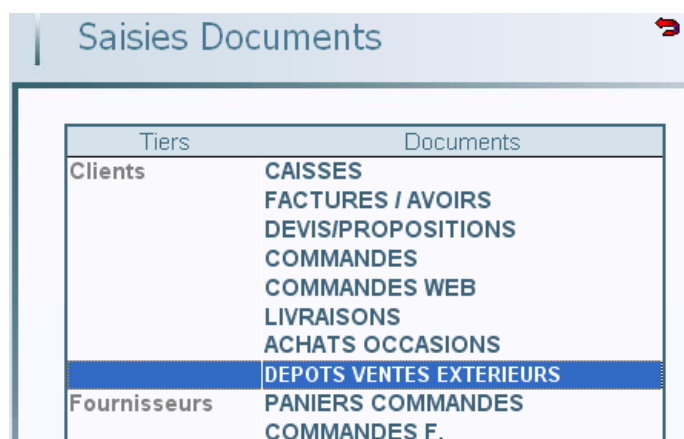 Saisies Documents
Tiers Documents
Clients CAISSES
FACTURES / AVOIRS
DEVIS/PROPOSITIONS
COMMANDES
COMMANDES WEB
LIVRAISONS
ACHATS OCCASIONS
DEPOTS VENTES EXTERIEURS
Fournisseurs PANIERS COMMANDES
COMMANDES F.